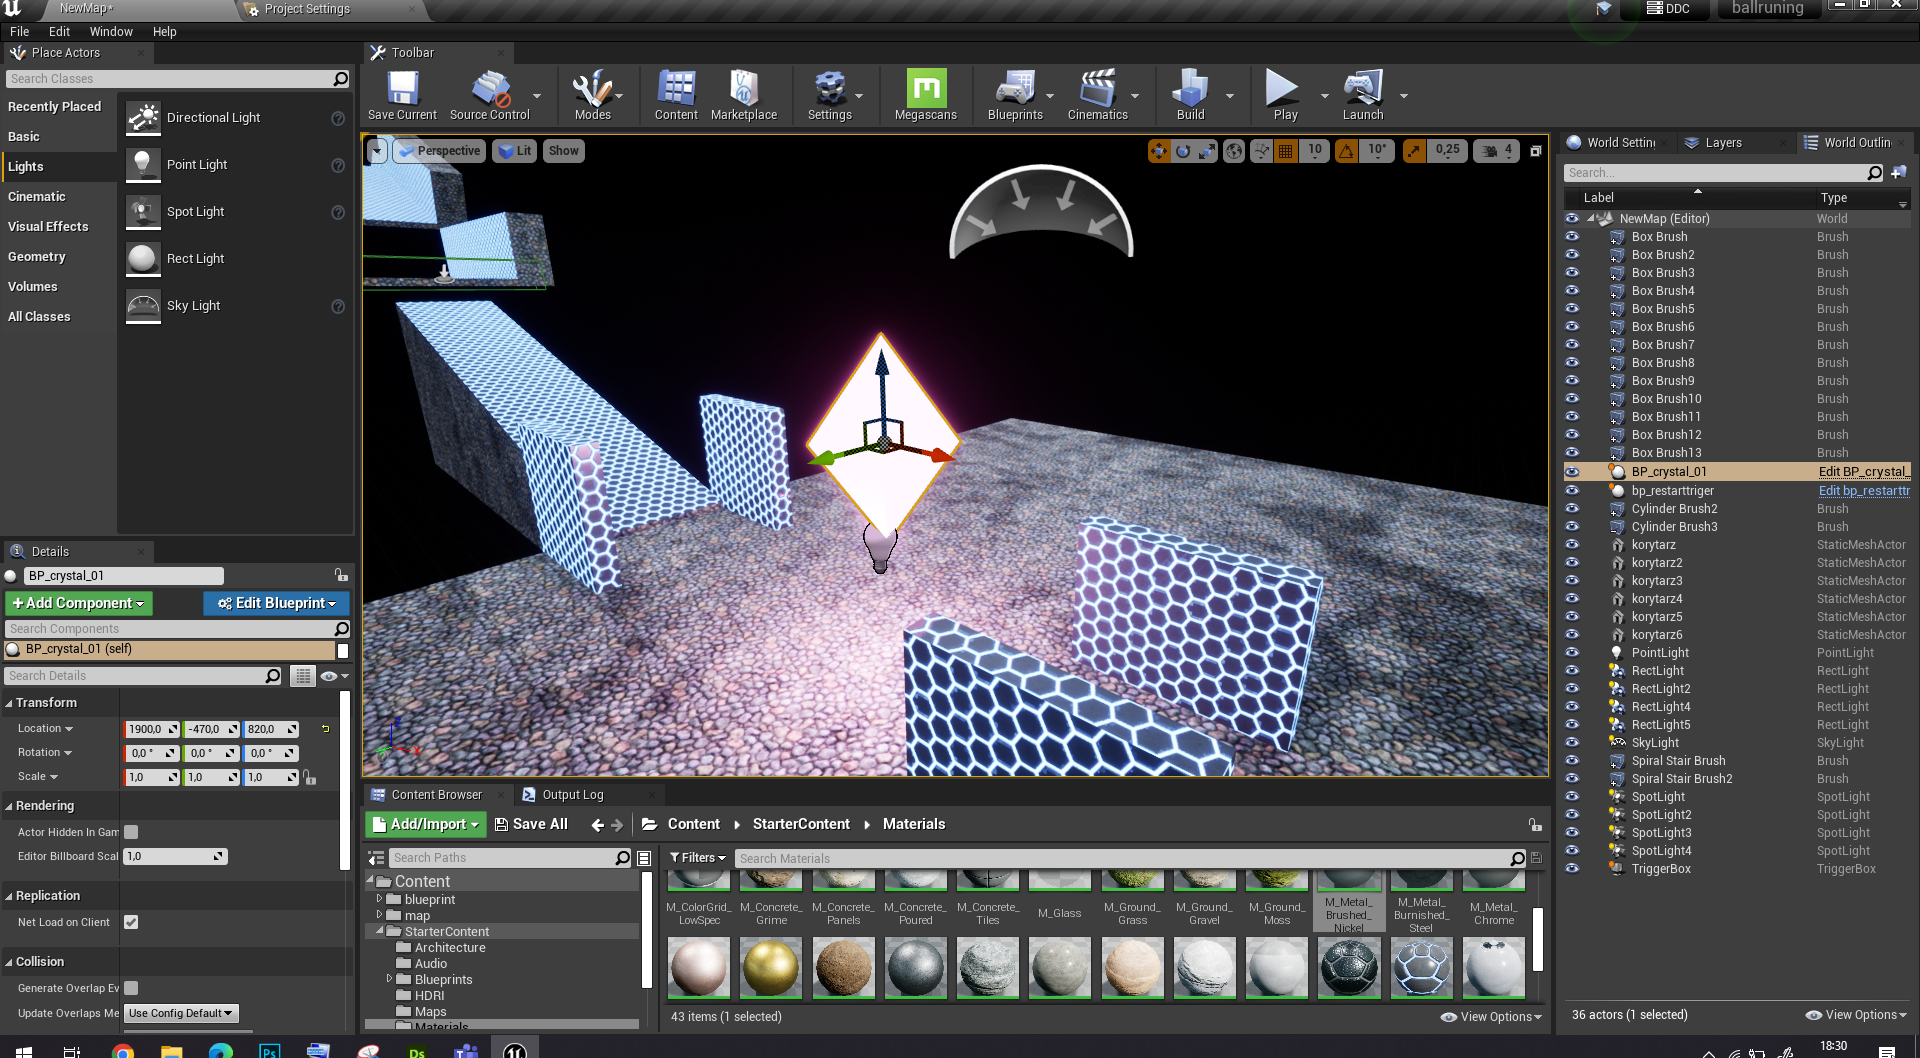 NewMap*
Project Settings
DDC
ballruning
File Edit Window Help
Place Actors
Toolbar
Search Classes
Recently Placed
Basic
Lights
Cinematic
Visual Effects
Geometry
Volumes
All Classes
Directional Light
Point Light
Spot Light
Rect Light
Sky Light
Save Current
Source Control
Modes
Content
Marketplace
Settings
Megascans
Blueprints
Cinematics
Build
Play
Launch
Perspective
Lit
Show
10
10°
0,25
4
World Settin
Layers
World Outlin
Search...
Label Type
NewMap (Editor) World
Box Brush Brush
Box Brush2 Brush
Box Brush3 Brush
Box Brush4 Brush
Box Brush5 Brush
Box Brush6 Brush
Box Brush7 Brush
Box Brush8 Brush
Box Brush9 Brush
Box Brush10 Brush
Box Brush11 Brush
Box Brush12 Brush
Box Brush13 Brush
BP_crystal_01 Edit BP_crystal_
bp_restarttriger Edit bp_restarttr
Cylinder Brush2 Brush
Cylinder Brush3 Brush
korytarz StaticMeshActor
korytarz2 StaticMeshActor
korytarz3 StaticMeshActor
korytarz4 StaticMeshActor
korytarz5 StaticMeshActor
korytarz6 StaticMeshActor
PointLight PointLight
RectLight RectLight
RectLight2 RectLight
RectLight4 RectLight
RectLight5 RectLight
SkyLight SkyLight
Spiral Stair Brush Brush
Spiral Stair Brush2 Brush
SpotLight SpotLight
SpotLight2 SpotLight
SpotLight3 SpotLight
SpotLight4 SpotLight
TriggerBox TriggerBox
36 actors (1 selected) View Options
Details
BP_crystal_01
+Add Component Edit Blueprint
Search Components
BP_crystal_01 (self)
Search Details
Transform
Location 1900,0 -470,0 820,0
Rotation 0,0 ° 0,0 ° 0,0 °
Scale 1,0 1,0 1,0
Rendering
Actor Hidden In Gam
Editor Billboard Scal 1,0
Replication
Net Load on Client
Collision
Generate Overlap Ev
Update Overlaps Me Use Config Default
Content Browser
Output Log
Add/Import Save All Content StarterContent Materials
Search Paths
Filters Search Materials
Content
blueprint
map
StarterContent
Architecture
Audio
Blueprints
HDRI
Maps
Materials
M_ColorGrid_LowSpec
M_Concrete_Grime
M_Concrete_Panels
M_Concrete_Poured
M_Concrete_Tiles
M_Glass
M_Ground_Grass
M_Ground_Gravel
M_Ground_Moss
M_Metal_Brushed_Nickel
M_Metal_Burnished_Steel
M_Metal_Chrome
43 items (1 selected) View Options
Ps
Ds
18:30